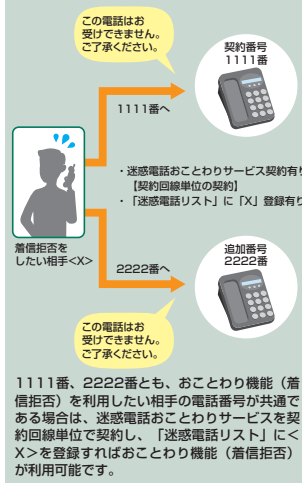 この電話はお
受けできません。
ご了承ください。
契約番号
1111番
1111番へ
・迷惑電話おことわりサービス契約有り
【契約回線単位の契約】
・「迷惑電話リスト」に「X」登録有り
着信拒否を
したい相手<X>
追加番号
2222番
2222番へ
この電話はお
受けできません。
ご了承ください。
1111番、2222番とも、おことわり機能（着
信拒否）を利用したい相手の電話番号が共通で
ある場合は、迷惑電話おことわりサービスを契
約回線単位で契約し、「迷惑電話リスト」に<
X>を登録すればおことわり機能（着信拒否）
が利用可能です。